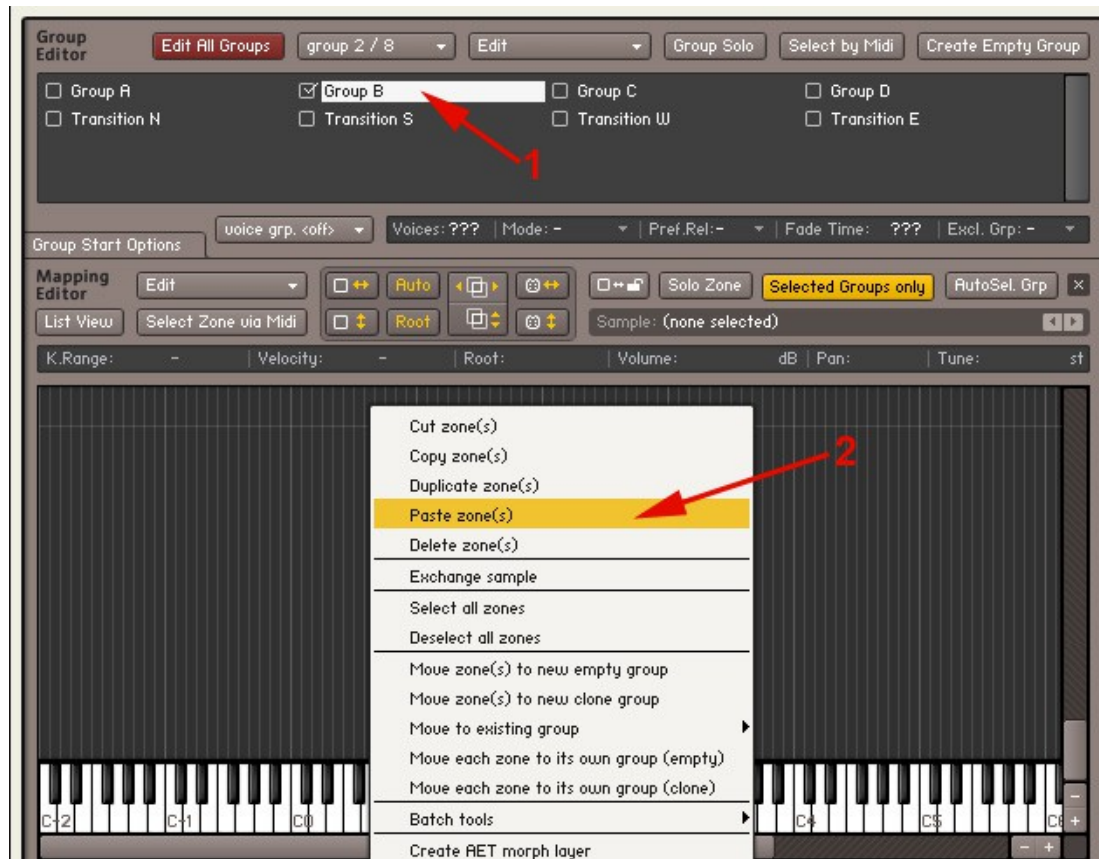 Group Editor
Edit All Groups
group 2 / 8
Edit
Group Solo
Select by Midi
Create Empty Group
Group A
Group B
Group C
Group D
Transition N
Transition S
Transition W
Transition E
1
Group Start Options
voice grp. <off>
Voices: ???
Mode: -
Pref.Rel:-
Fade Time: ???
Excl. Grp: -
Mapping Editor
Edit
Auto
Solo Zone
Selected Groups only
AutoSel. Grp
×
List View
Select Zone via Midi
Root
Sample: (none selected)
K.Range: -
Velocity: -
Root:
Volume: dB
Pan:
Tune: st
Cut zone(s)
Copy zone(s)
2
Duplicate zone(s)
Paste zone(s)
Delete zone(s)
Exchange sample
Select all zones
Deselect all zones
Move zone(s) to new empty group
Move zone(s) to new clone group
Move to existing group
Move each zone to its own group (empty)
Move each zone to its own group (clone)
Batch tools
Create AET morph layer
C-2
C-1
C0
C4
C5
- +
- +